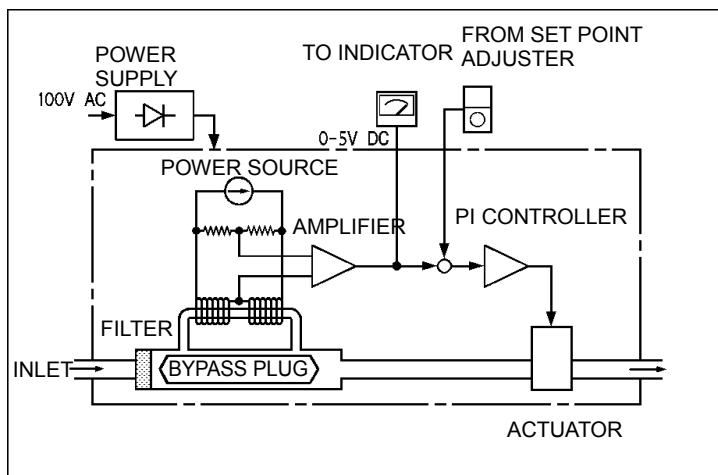 POWER
SUPPLY
TO INDICATOR
FROM SET POINT
ADJUSTER
100V AC
0-5V DC
POWER SOURCE
AMPLIFIER
PI CONTROLLER
FILTER
INLET
BYPASS PLUG
ACTUATOR